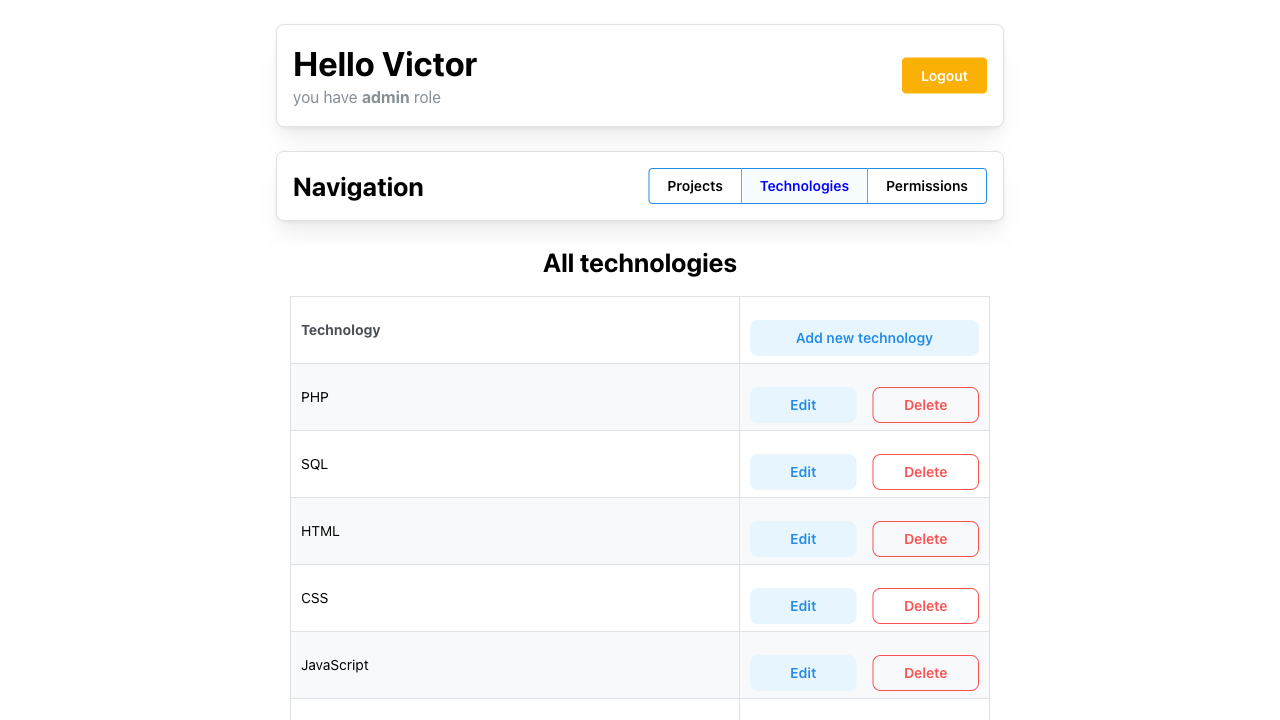 Hello Victor
you have admin role
Logout
Navigation
Projects
Technologies
Permissions
All technologies
Technology
Add new technology
PHP
Edit
Delete
SQL
Edit
Delete
HTML
Edit
Delete
CSS
Edit
Delete
JavaScript
Edit
Delete